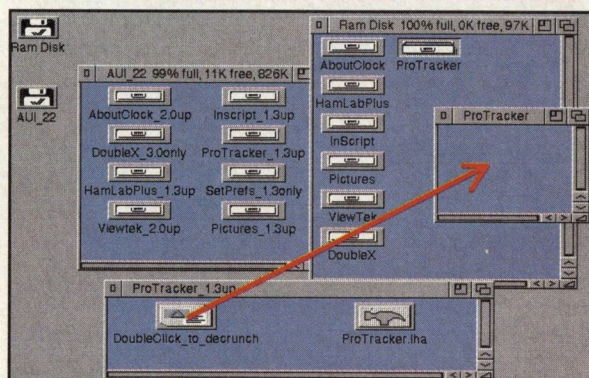 Ram Disk
AUI_22
AUI_22 99% full, 11K free, 826K
AboutClock_2.0up Inscript_1.3up
DoubleX_3.0only ProTracker_1.3up
HamLabPlus_1.3up SetPrefs_1.3only
Viewtek_2.0up Pictures_1.3up
Ram Disk 100% full, 0K free, 97K
AboutClock ProTracker
HamLabPlus
InScript
Pictures
ViewTek
DoubleX
ProTracker
ProTracker_1.3up
DoubleClick_to_decrunch ProTracker.lha